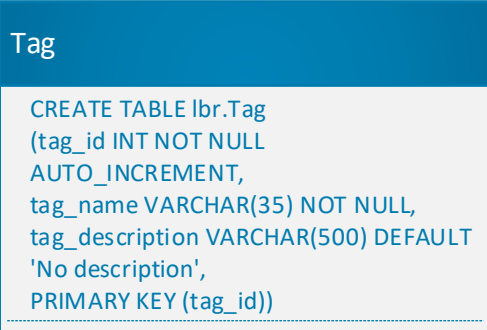 Tag
CREATE TABLE lbr.Tag
(tag_id INT NOT NULL
AUTO_INCREMENT,
tag_name VARCHAR(35) NOT NULL,
tag_description VARCHAR(500) DEFAULT
'No description',
PRIMARY KEY (tag_id))